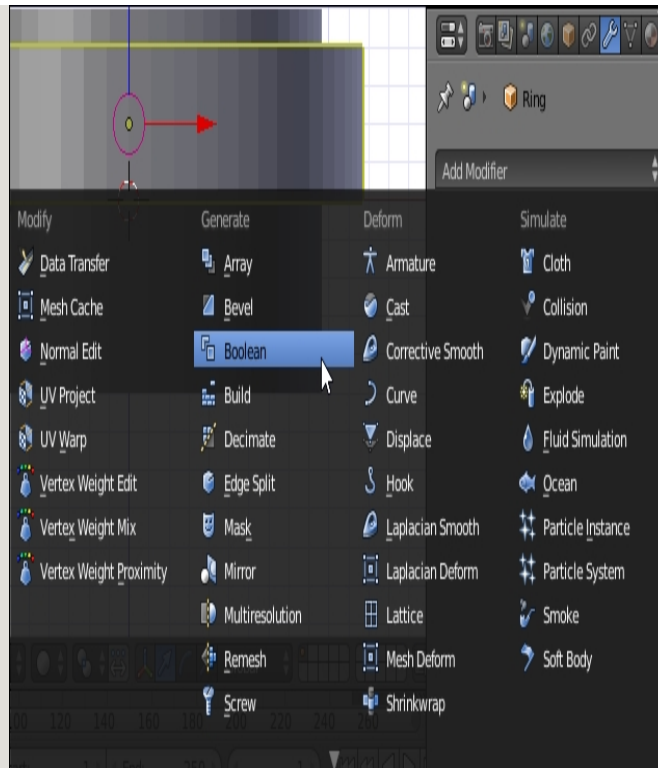 Ring
Add Modifier
Modify
Data Transfer
Mesh Cache
Normal Edit
UV Project
UV Warp
Vertex Weight Edit
Vertex Weight Mix
Vertex Weight Proximity
Generate
Array
Bevel
Boolean
Build
Decimate
Edge Split
Mask
Mirror
Multiresolution
Remesh
Screw
Deform
Armature
Cast
Corrective Smooth
Curve
Displace
Hook
Laplacian Smooth
Laplacian Deform
Lattice
Mesh Deform
Shrinkwrap
Simulate
Cloth
Collision
Dynamic Paint
Explode
Fluid Simulation
Ocean
Particle Instance
Particle System
Smoke
Soft Body
120 140 160 180 200 220 240 260